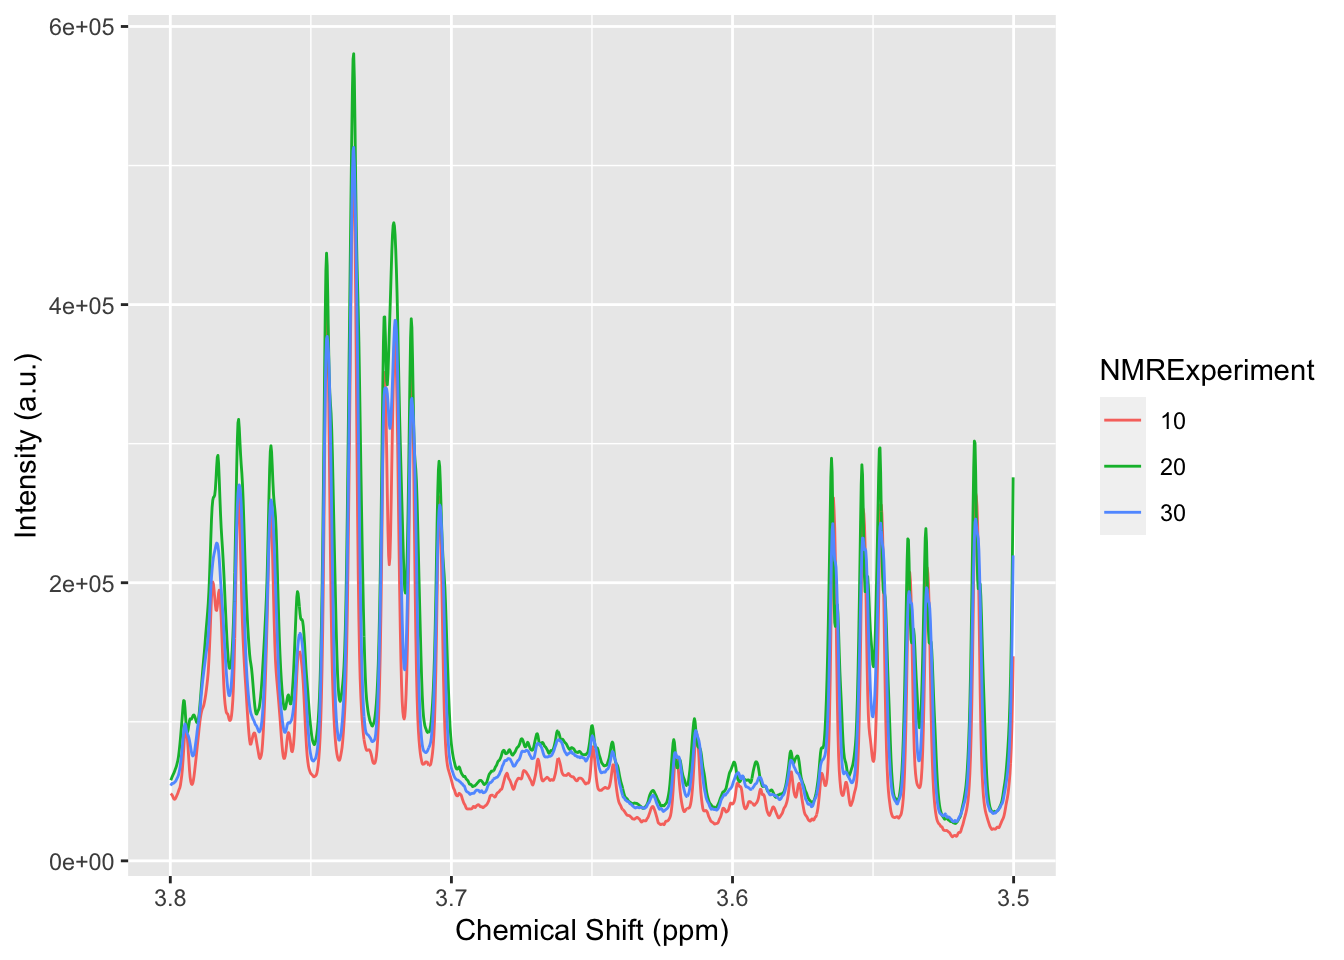 6e+05
4e+05
2e+05
0e+00
Intensity (a.u.)
3.8 3.7 3.6 3.5
Chemical Shift (ppm)
NMRExperiment
10
20
30